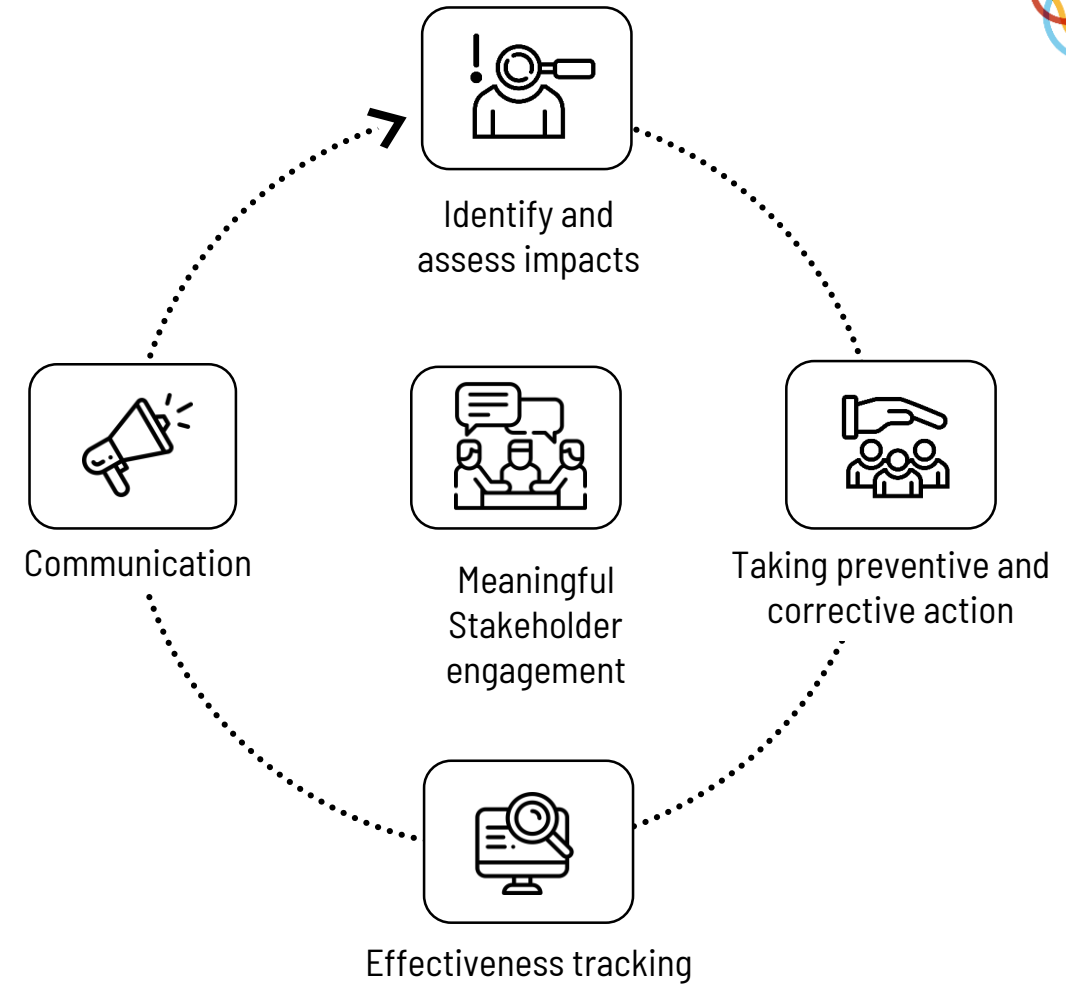 Identify and
assess impacts
Communication
Meaningful
Stakeholder
engagement
Taking preventive and
corrective action
Effectiveness tracking